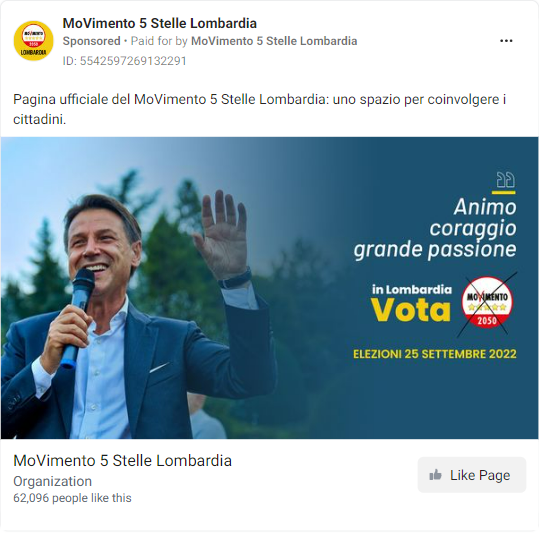 MoVimento 5 Stelle Lombardia
Sponsored • Paid for by MoVimento 5 Stelle Lombardia
ID: 5542597269132291
Pagina ufficiale del MoVimento 5 Stelle Lombardia: uno spazio per coinvolgere i
cittadini.
Animo
coraggio
grande passione
in Lombardia
Vota
MOVIMENTO
2050
ELEZIONI 25 SETTEMBRE 2022
MoVimento 5 Stelle Lombardia
Organization
62,096 people like this
Like Page